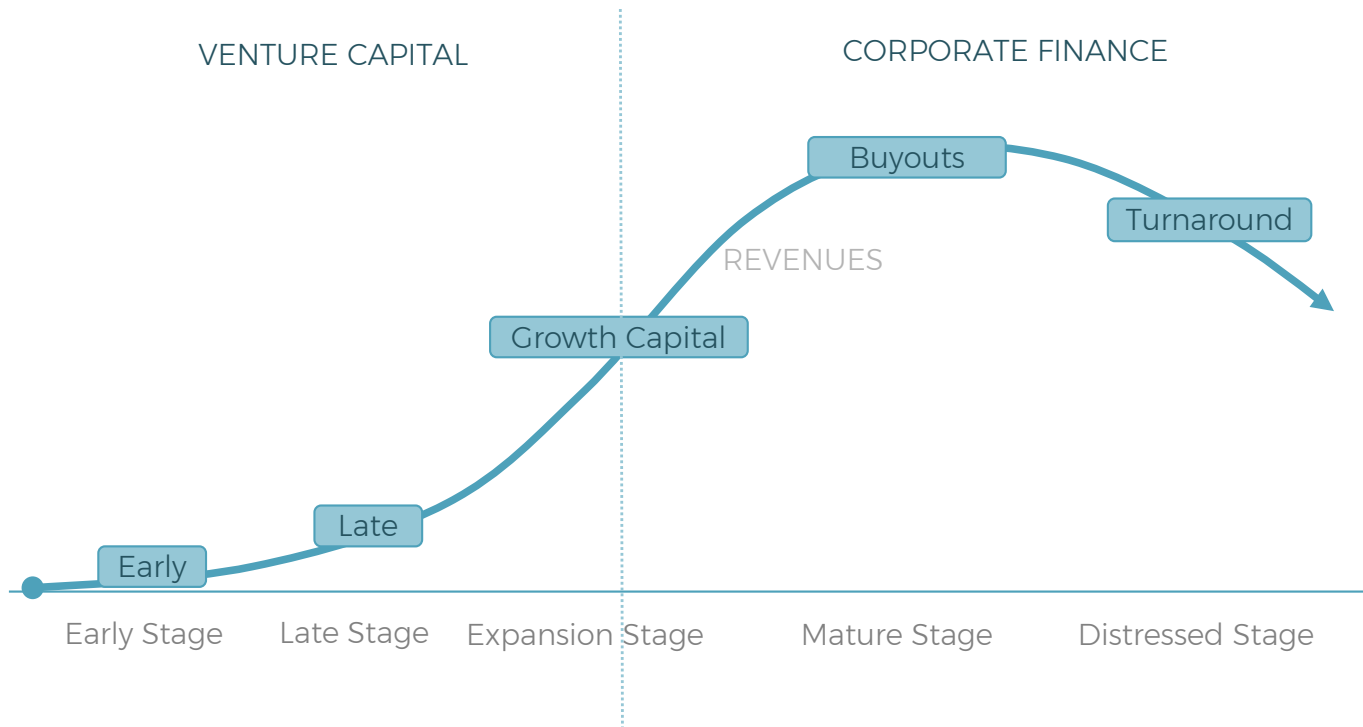 VENTURE CAPITAL
CORPORATE FINANCE
Buyouts
Turnaround
REVENUES
Growth Capital
Late
Early
Early Stage
Late Stage
Expansion Stage
Mature Stage
Distressed Stage